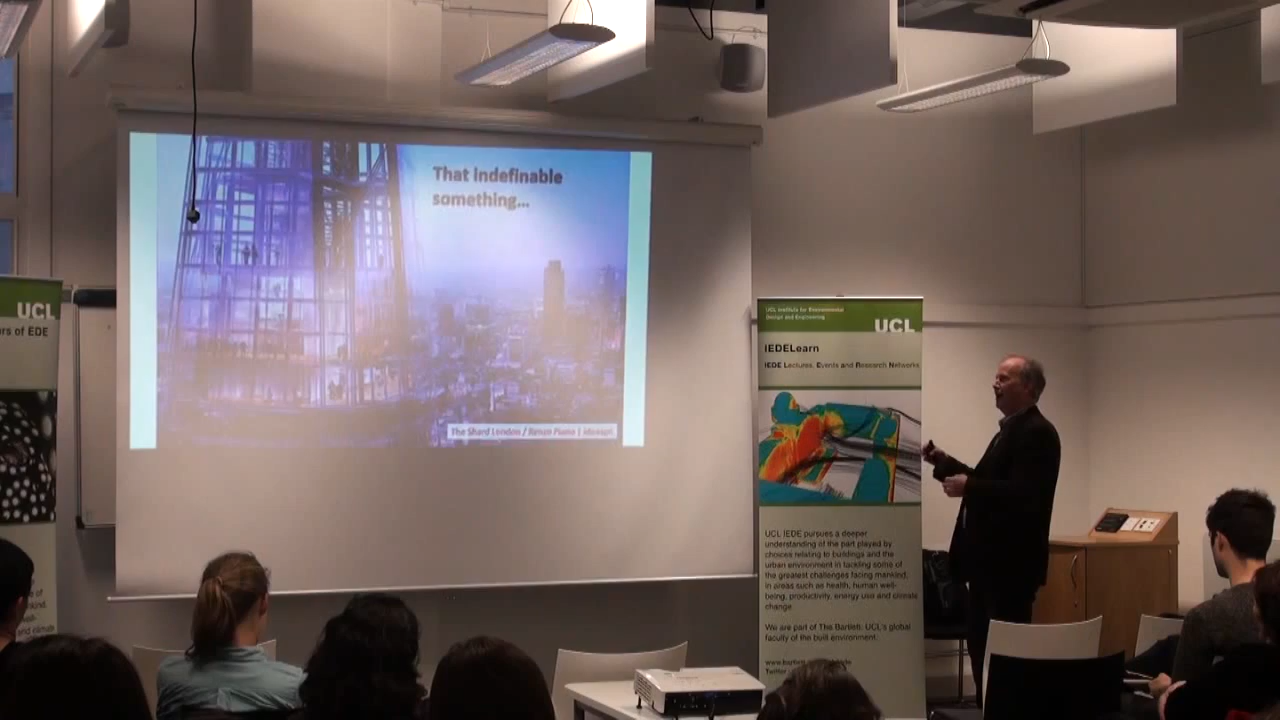 That indefinable
something...
The Shard London / Renzo Piano |
UCL
rs of EDE
and climate
UCL Institute for Environmental
Design and Engineering
UCL
IEDELearn
IEDE Lectures, Events and Research Networks
UCL IEDE pursues a deeper
understanding of the part played by
choices relating to buildings and the
urban environment in tackling some of
the greatest challenges facing mankind,
in areas such as health, human well-
being, productivity, energy use and climate
change.
We are part of The Bartlett: UCL's global
faculty of the built environment.
Twitter